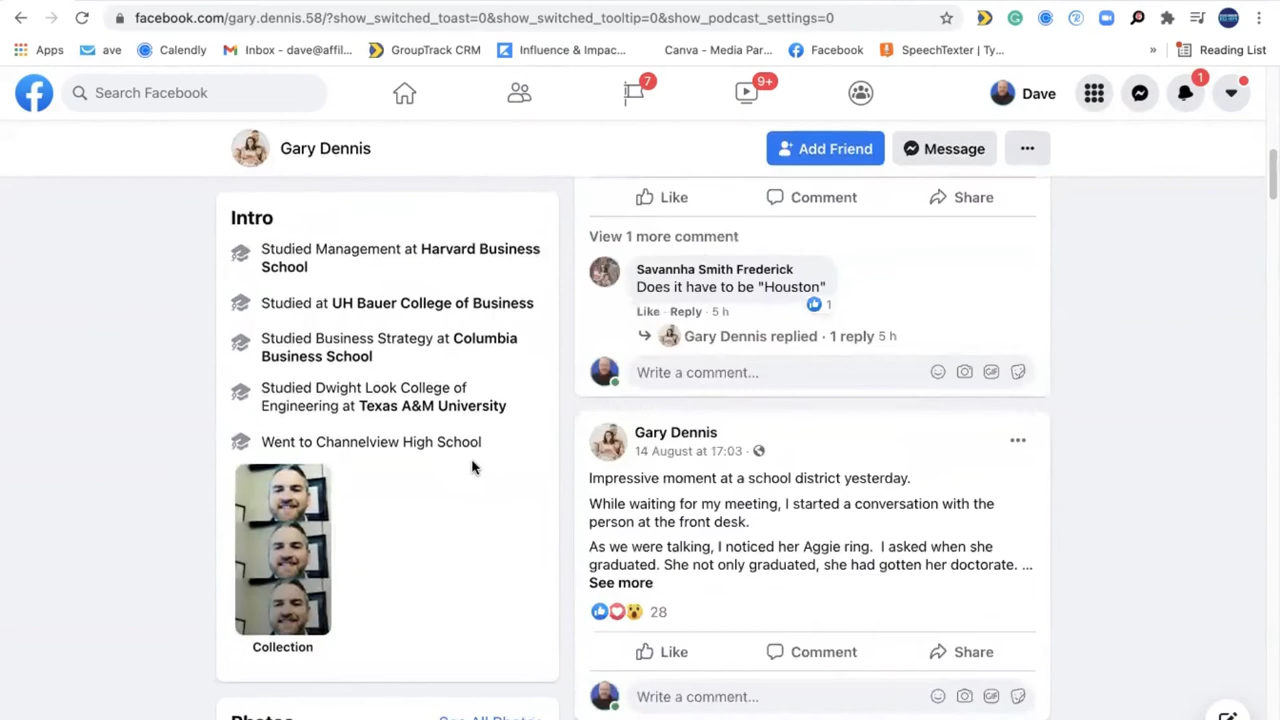 facebook.com/gary.dennis.58/?show_switched_toast=0&show_switched_tooltip=0&show_podcast_settings=0
Apps ave Calendly Inbox - dave@affil... GroupTrack CRM Influence & Impac... Canva - Media Par... Facebook SpeechTexter | Ty... » Reading List
Search Facebook 7 9+ Dave 1
Gary Dennis Add Friend Message
Intro
Studied Management at Harvard Business
School
Studied at UH Bauer College of Business
Studied Business Strategy at Columbia
Business School
Studied Dwight Look College of
Engineering at Texas A&M University
Went to Channelview High School
Collection
See All Photos
Photos
Like Comment Share
View 1 more comment
Savannha Smith Frederick
Does it have to be "Houston"
1
Like · Reply · 5 h
Gary Dennis replied · 1 reply 5 h
Write a comment...
GIF
Gary Dennis
14 August at 17:03 ·
Impressive moment at a school district yesterday.
While waiting for my meeting, I started a conversation with the
person at the front desk.
As we were talking, I noticed her Aggie ring. I asked when she
graduated. She not only graduated, she had gotten her doctorate. ...
See more
28
Like Comment Share
Write a comment...
GIF